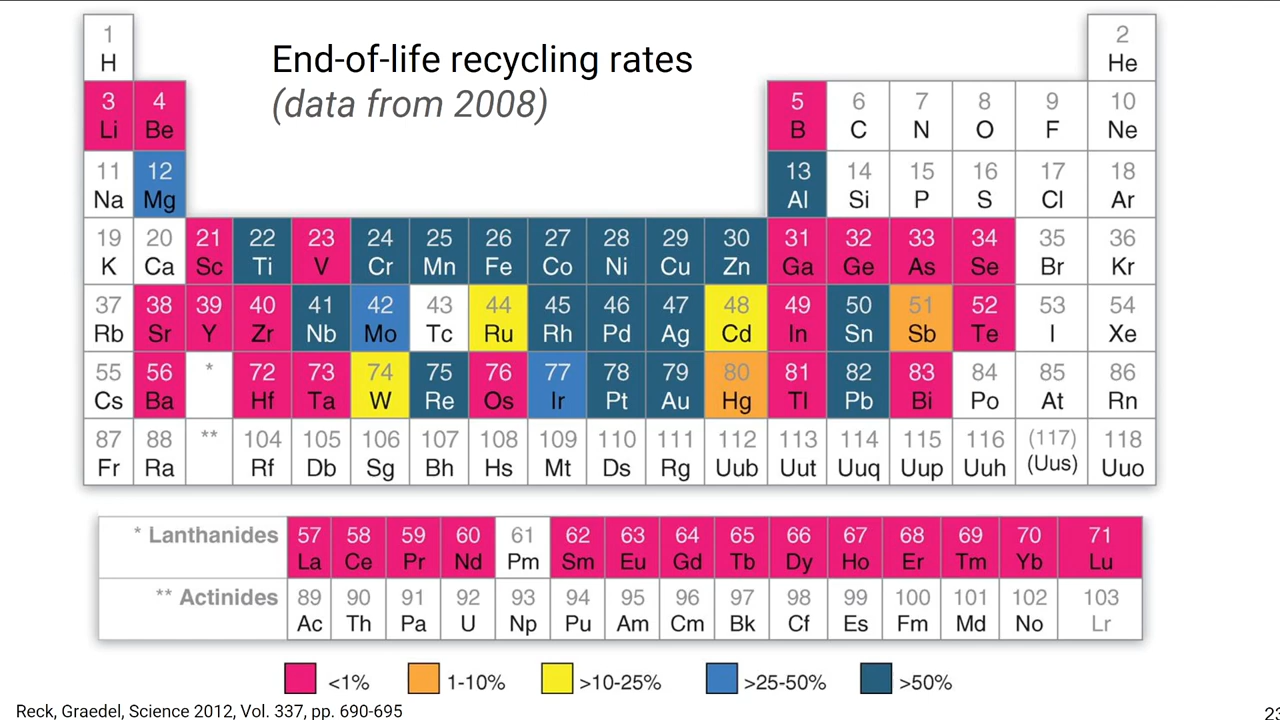 1 2
H End-of-life recycling rates He
3 4 (data from 2008) 5 6 7 8 9 10
Li Be B C N O F Ne
11 12 13 14 15 16 17 18
Na Mg Al Si P S Cl Ar
19 20 21 22 23 24 25 26 27 28 29 30 31 32 33 34 35 36
K Ca Sc Ti V Cr Mn Fe Co Ni Cu Zn Ga Ge As Se Br Kr
37 38 39 40 41 42 43 44 45 46 47 48 49 50 51 52 53 54
Rb Sr Y Zr Nb Mo Tc Ru Rh Pd Ag Cd In Sn Sb Te I Xe
55 56 * 72 73 74 75 76 77 78 79 80 81 82 83 84 85 86
Cs Ba Hf Ta W Re Os Ir Pt Au Hg Tl Pb Bi Po At Rn
87 88 ** 104 105 106 107 108 109 110 111 112 113 114 115 116 (117) 118
Fr Ra Rf Db Sg Bh Hs Mt Ds Rg Uub Uut Uuq Uup Uuh (Uus) Uuo
* Lanthanides 57 58 59 60 61 62 63 64 65 66 67 68 69 70 71
La Ce Pr Nd Pm Sm Eu Gd Tb Dy Ho Er Tm Yb Lu
** Actinides 89 90 91 92 93 94 95 96 97 98 99 100 101 102 103
Ac Th Pa U Np Pu Am Cm Bk Cf Es Fm Md No Lr
<1% 1-10% >10-25% >25-50% >50%
Reck, Graedel, Science 2012, Vol. 337, pp. 690-695